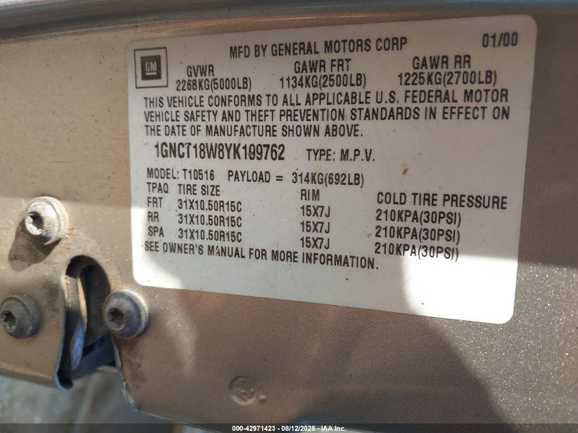 MFD BY GENERAL MOTORS CORP 01/00
GM GVWR GAWR FRT GAWR RR
2268KG(5000LB) 1134KG(2500LB) 1225KG(2700LB)
THIS VEHICLE CONFORMS TO ALL APPLICABLE U.S. FEDERAL MOTOR
VEHICLE SAFETY AND THEFT PREVENTION STANDARDS IN EFFECT ON
THE DATE OF MANUFACTURE SHOWN ABOVE.
1GNCT18W8YK199762 TYPE: M.P.V.
MODEL: T10516 PAYLOAD = 314KG(692LB)
TPAQ TIRE SIZE RIM COLD TIRE PRESSURE
FRT 31X10.50R15C 15X7J 210KPA(30PSI)
RR 31X10.50R15C 15X7J 210KPA(30PSI)
SPA 31X10.50R15C 15X7J 210KPA(30PSI)
SEE OWNER'S MANUAL FOR MORE INFORMATION.
000-42971423 - 08/12/2025 -